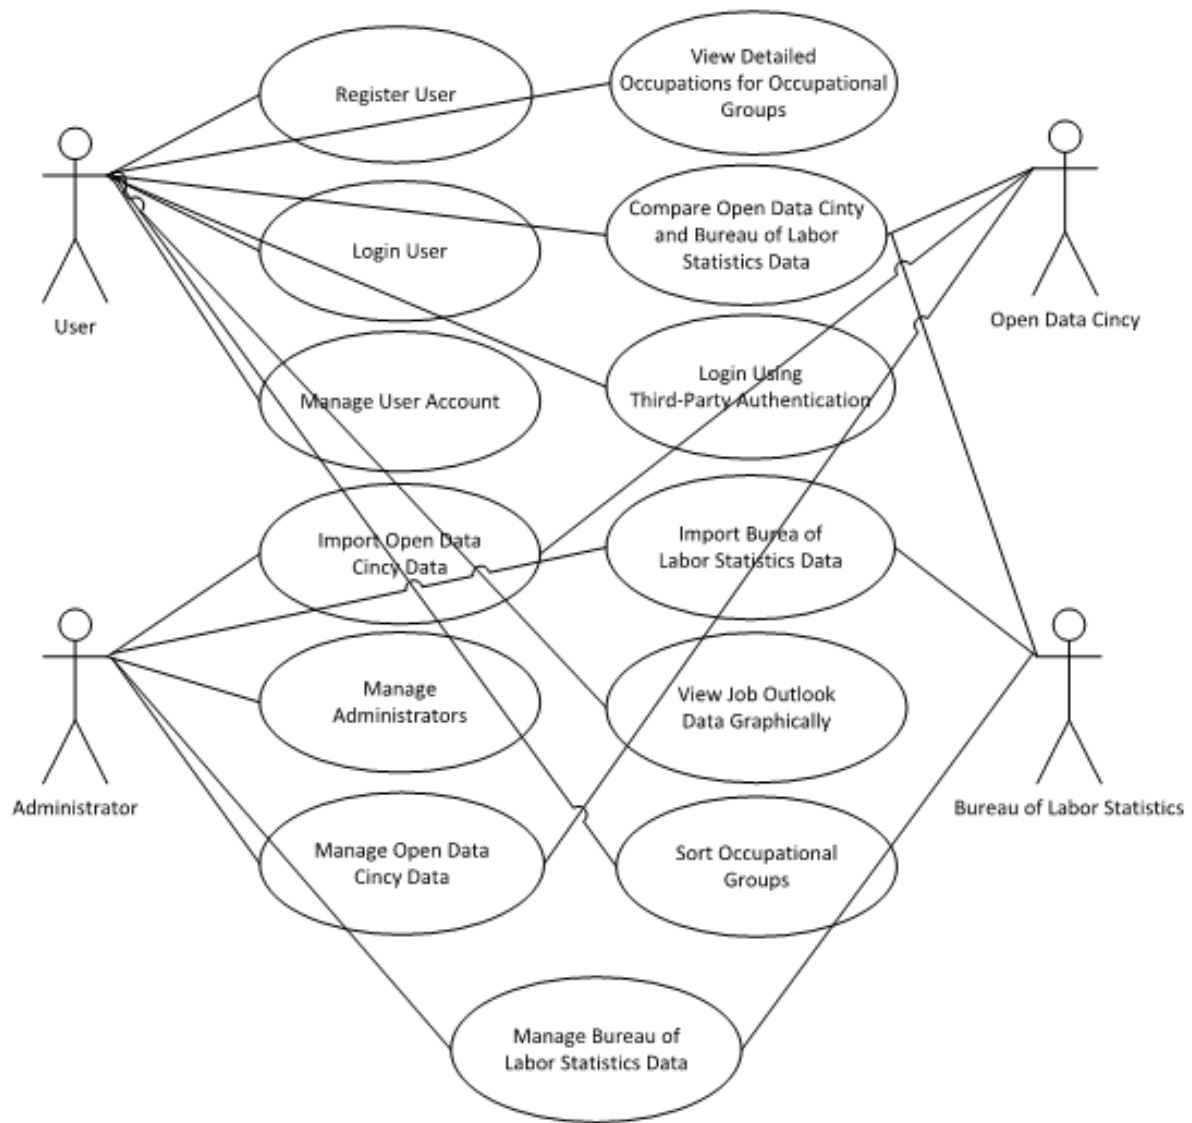 Register User
View Detailed
Occupations for Occupational
Groups
Login User
Compare Open Data Cinty
and Bureau of Labor
Statistics Data
User
Open Data Cincy
Manage User Account
Login Using
Third-Party Authentication
Import Open Data
Cincy Data
Import Burea of
Labor Statistics Data
Manage
Administrators
View Job Outlook
Data Graphically
Administrator
Bureau of Labor Statistics
Manage Open Data
Cincy Data
Sort Occupational
Groups
Manage Bureau of
Labor Statistics Data